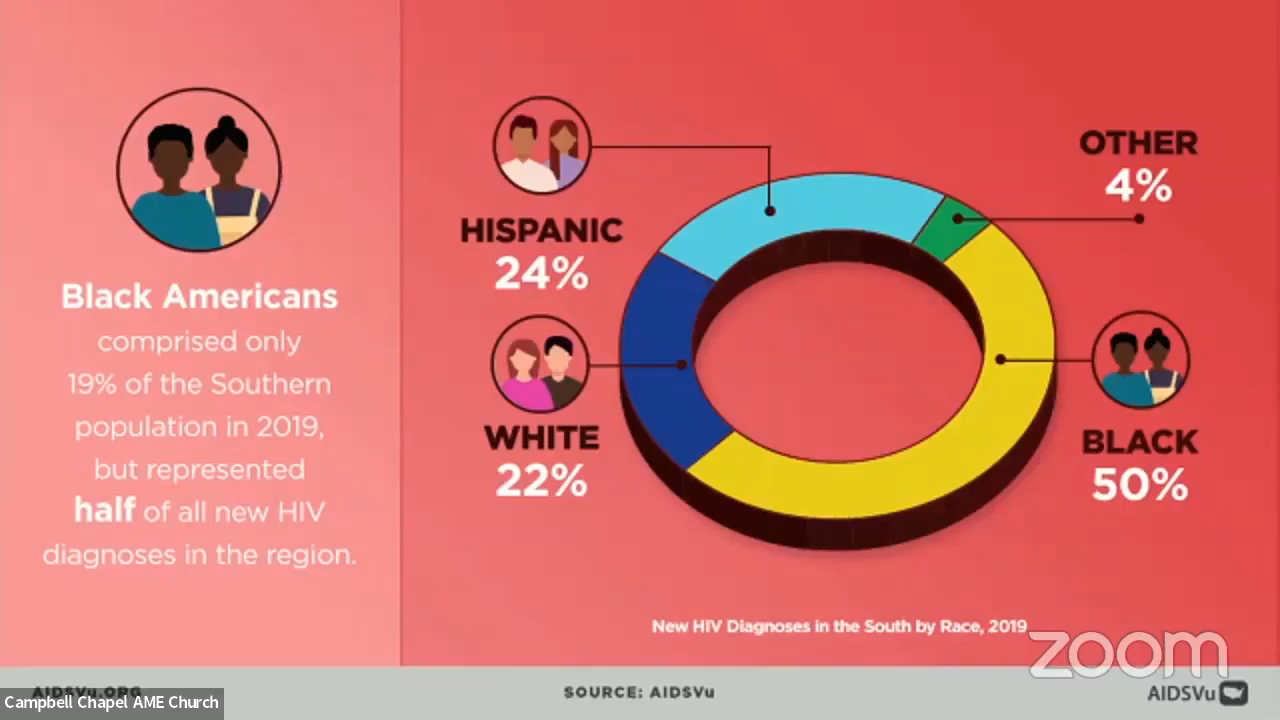 Black Americans
comprised only
19% of the Southern
population in 2019,
but represented
half of all new HIV
diagnoses in the region.
HISPANIC
24%
WHITE
22%
OTHER
4%
BLACK
50%
New HIV Diagnoses in the South by Race, 2019
zoom
AIDSVu.ORG
Campbell Chapel AME Church
SOURCE: AIDSVu
AIDSVu